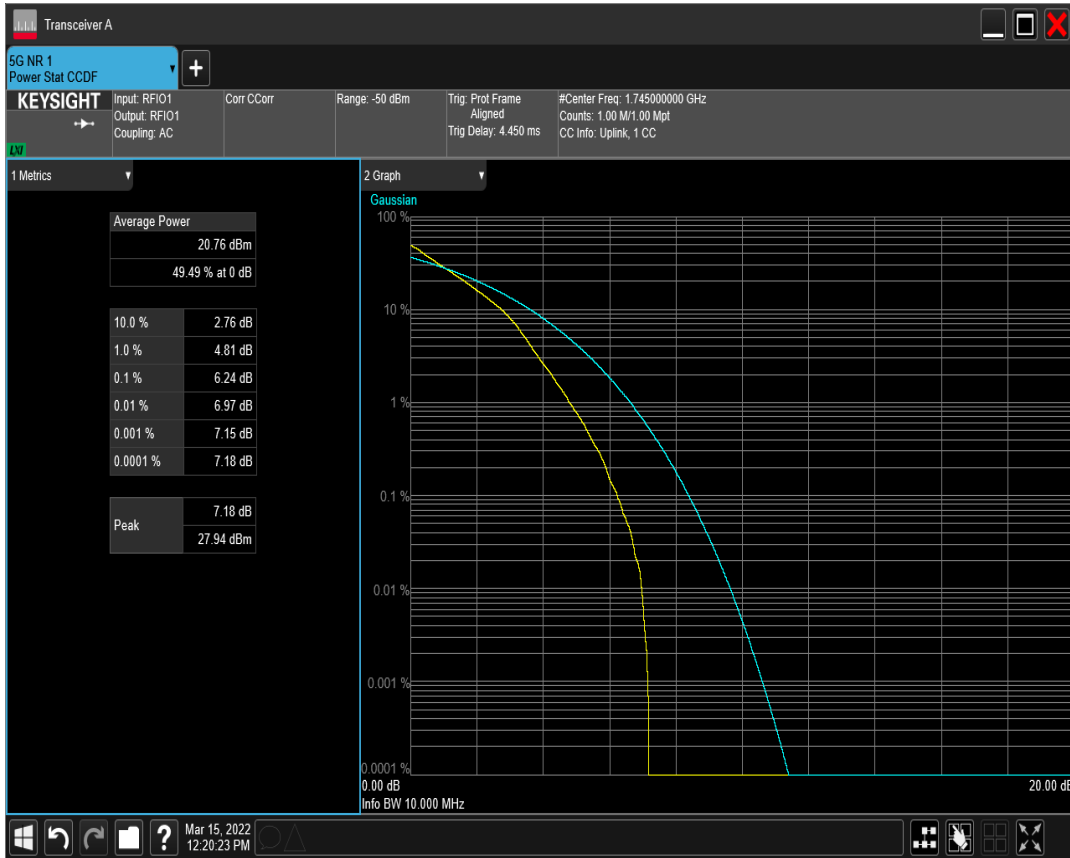 Transceiver A
5G NR 1
Power Stat CCDF
+
KEYSIGHT
LXI
Input: RFIO1
Output: RFIO1
Coupling: AC
Corr CCorr
Range: -50 dBm
Trig: Prot Frame
Aligned
Trig Delay: 4.450 ms
#Center Freq: 1.745000000 GHz
Counts: 1.00 M/1.00 Mpt
CC Info: Uplink, 1 CC
1 Metrics
Average Power
20.76 dBm
49.49 % at 0 dB
10.0 % 2.76 dB
1.0 % 4.81 dB
0.1 % 6.24 dB
0.01 % 6.97 dB
0.001 % 7.15 dB
0.0001 % 7.18 dB
Peak 7.18 dB
27.94 dBm
2 Graph
Gaussian
100 %
10 %
1 %
0.1 %
0.01 %
0.001 %
0.0001 %
0.00 dB 20.00 dB
Info BW 10.000 MHz
?
Mar 15, 2022
12:20:23 PM